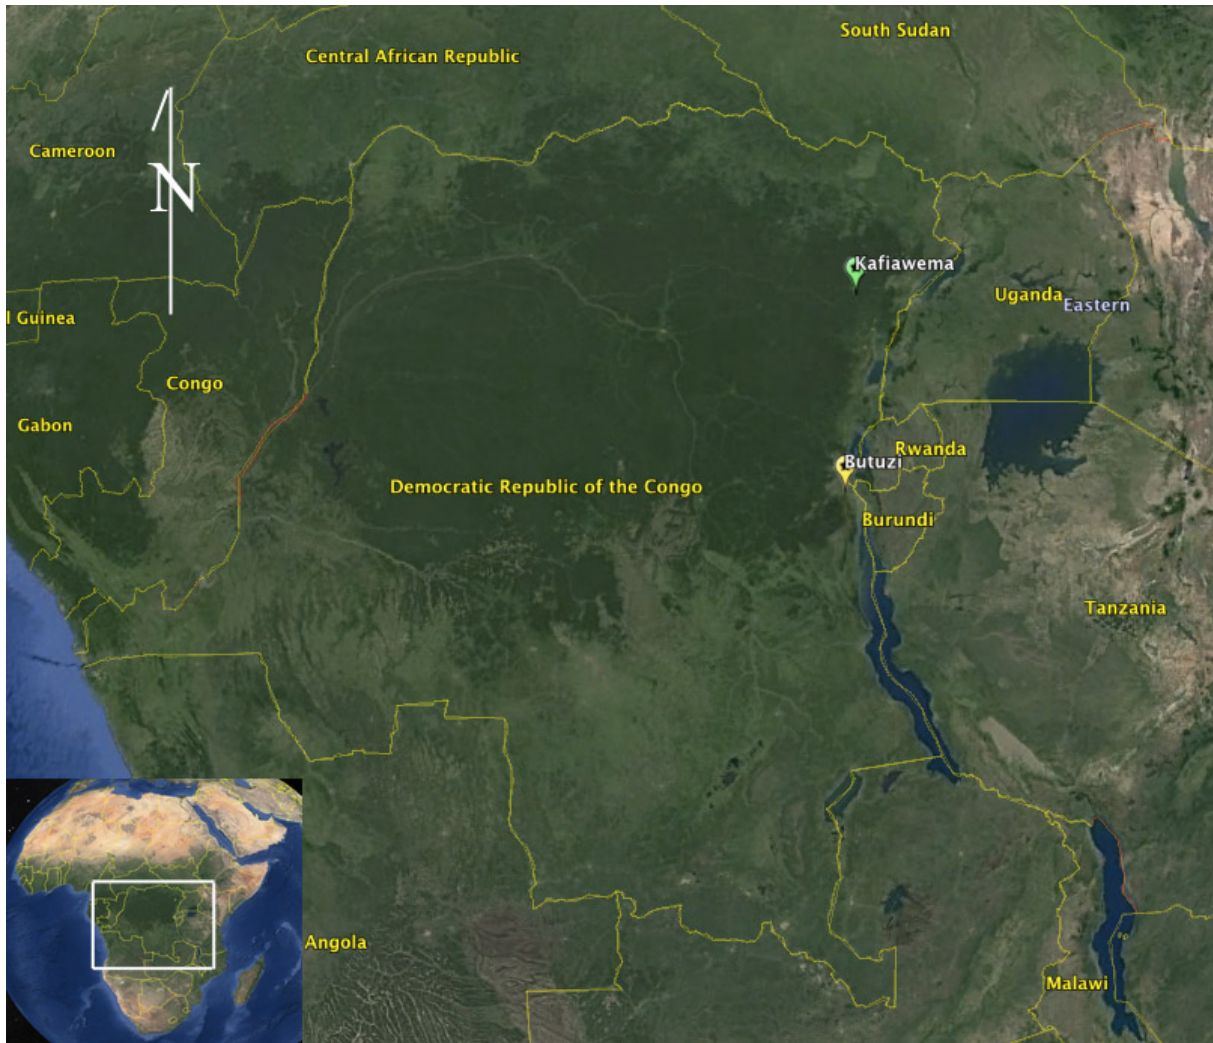 South Sudan
Central African Republic
Cameroon
N
Kafiawema
Uganda
Eastern
l Guinea
Congo
Gabon
Rwanda
Butuzi
Democratic Republic of the Congo
Burundi
Tanzania
Angola
Malawi